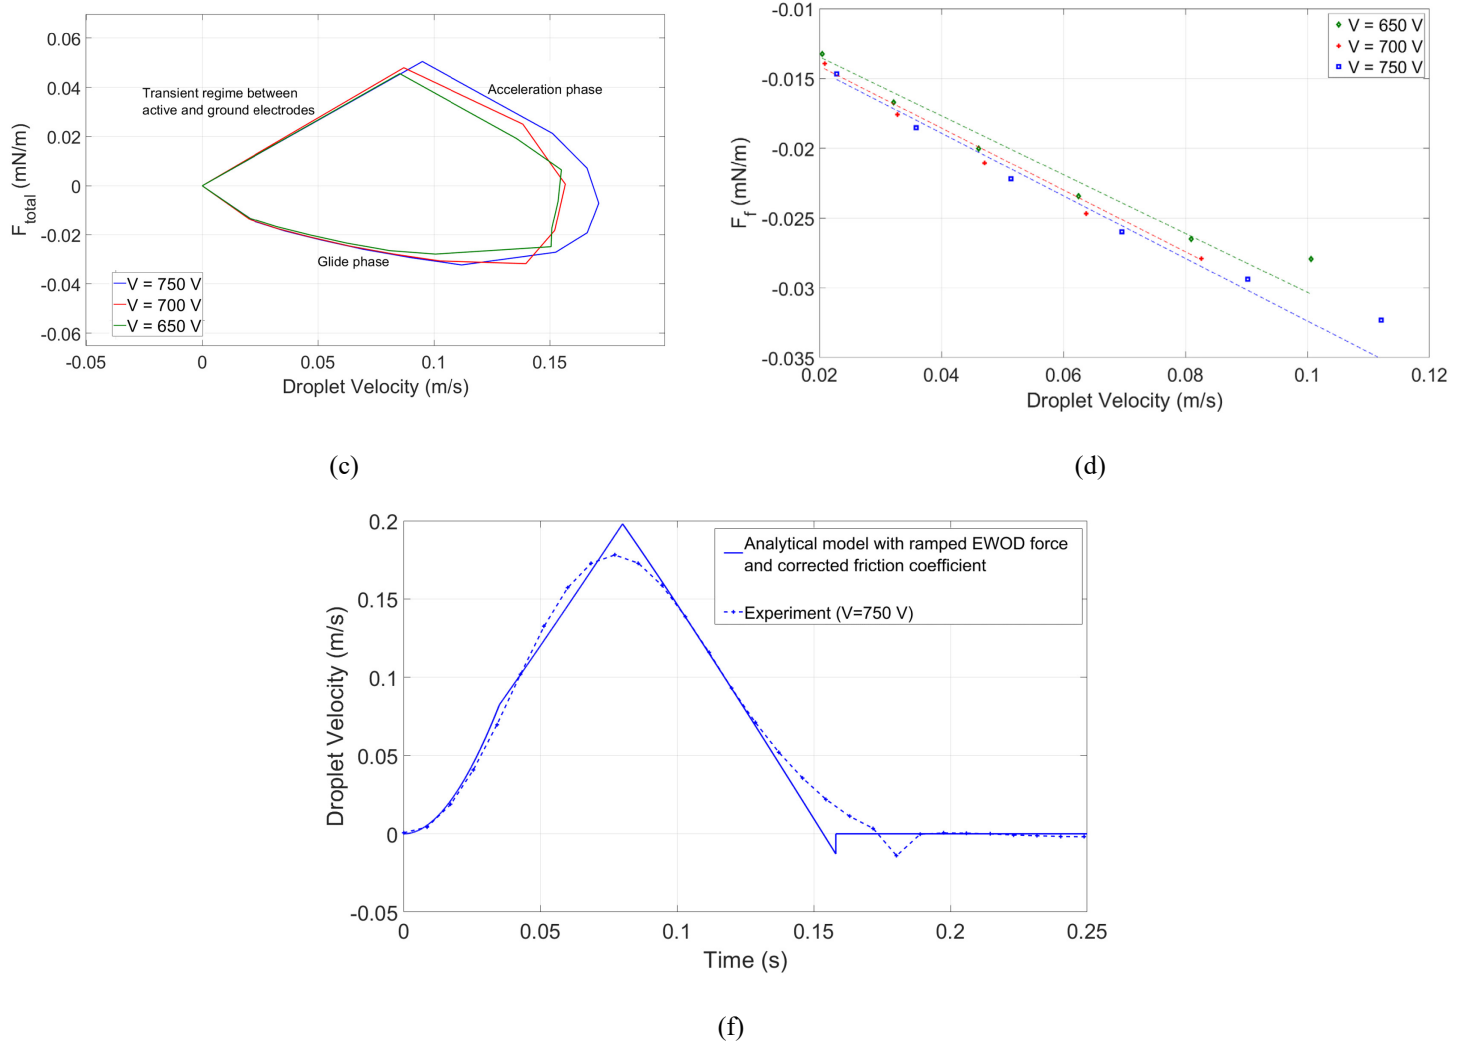 0.06
0.04
0.02
0
-0.02
-0.04
-0.06
F_total (mN/m)
Transient regime between
active and ground electrodes
Acceleration phase
Glide phase
V = 750 V
V = 700 V
V = 650 V
-0.05 0 0.05 0.1 0.15
Droplet Velocity (m/s)
(c)
-0.01
-0.015
-0.02
-0.025
-0.03
-0.035
F_f (mN/m)
V = 650 V
V = 700 V
V = 750 V
0.02 0.04 0.06 0.08 0.1 0.12
Droplet Velocity (m/s)
(d)
0.2
0.15
0.1
0.05
0
-0.05
Droplet Velocity (m/s)
Analytical model with ramped EWOD force
and corrected friction coefficient
Experiment (V=750 V)
0 0.05 0.1 0.15 0.2 0.25
Time (s)
(f)